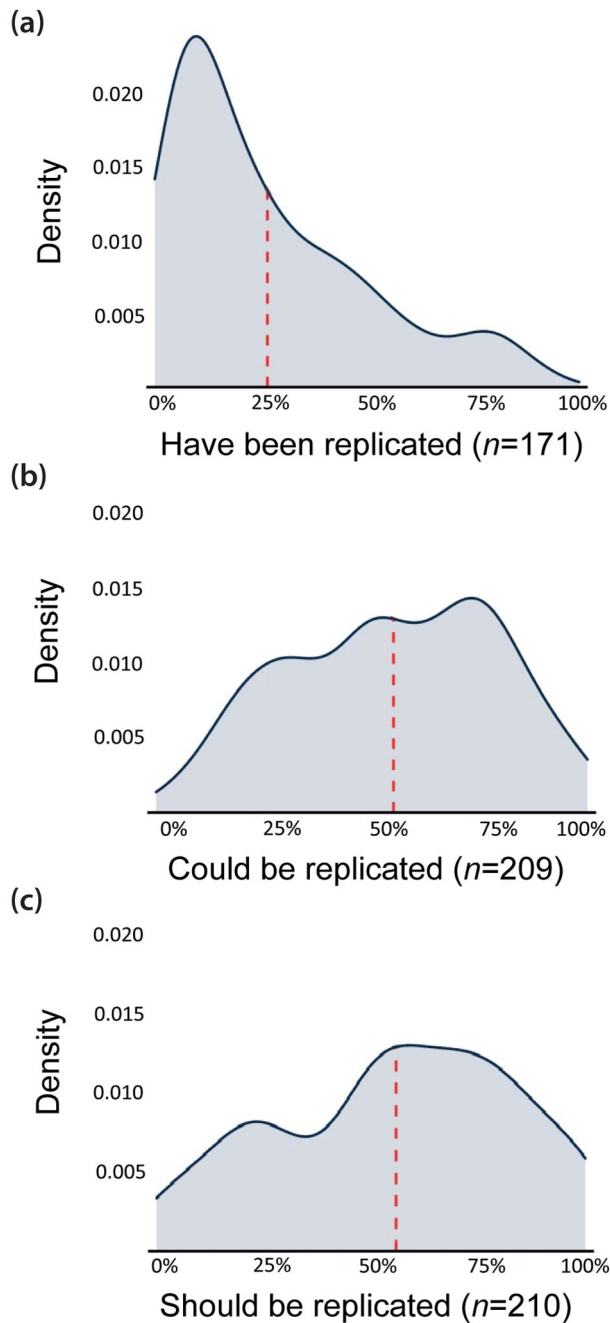 (a)
Density
0.020
0.015
0.010
0.005
0% 25% 50% 75% 100%
Have been replicated (n=171)
(b)
Density
0.020
0.015
0.010
0.005
0% 25% 50% 75% 100%
Could be replicated (n=209)
(c)
Density
0.020
0.015
0.010
0.005
0% 25% 50% 75% 100%
Should be replicated (n=210)